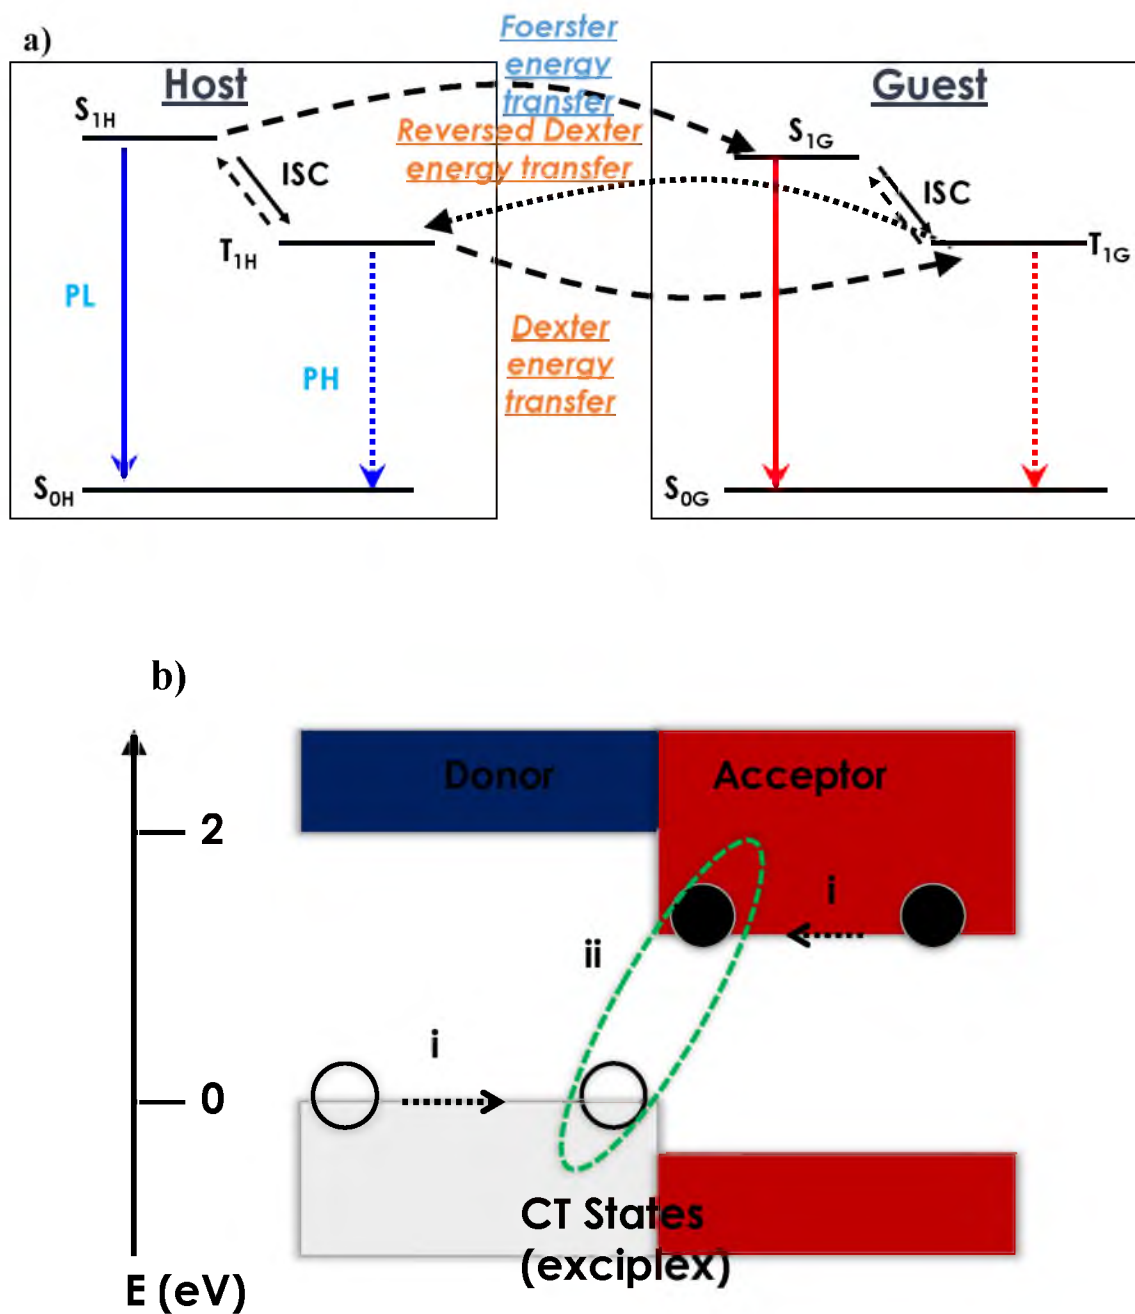 a)
Foerster
energy
transfer
Host
Guest
S1H
Reversed Dexter
energy transfer
S1G
ISC
ISC
T1H
T1G
PL
PH
Dexter
energy
transfer
S0H
S0G
b)
Donor
Acceptor
2
i
ii
i
0
CT States
(exciplex)
E (eV)